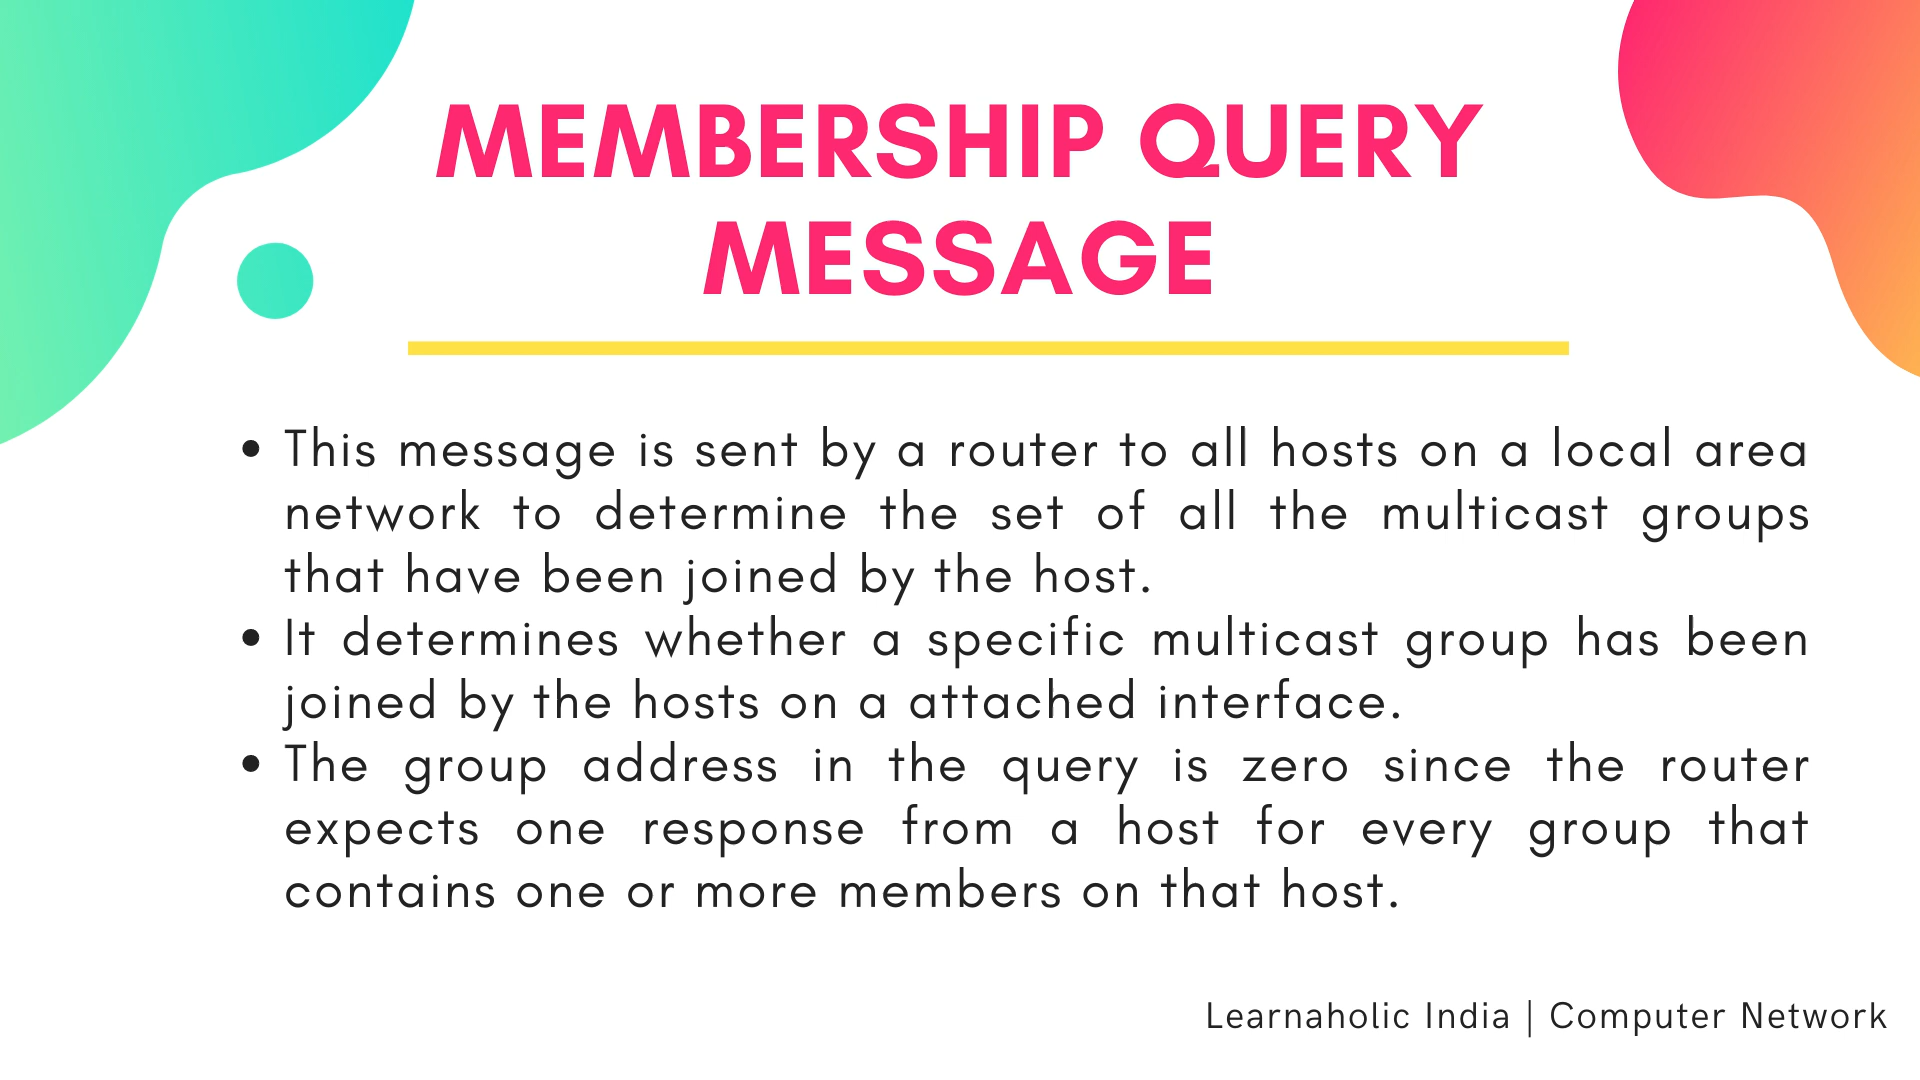 MEMBERSHIP QUERY
MESSAGE
• This message is sent by a router to all hosts on a local area
network to determine the set of all the multicast groups
that have been joined by the host.
• It determines whether a specific multicast group has been
joined by the hosts on a attached interface.
• The group address in the query is zero since the router
expects one response from a host for every group that
contains one or more members on that host.
Learnaholic India | Computer Network